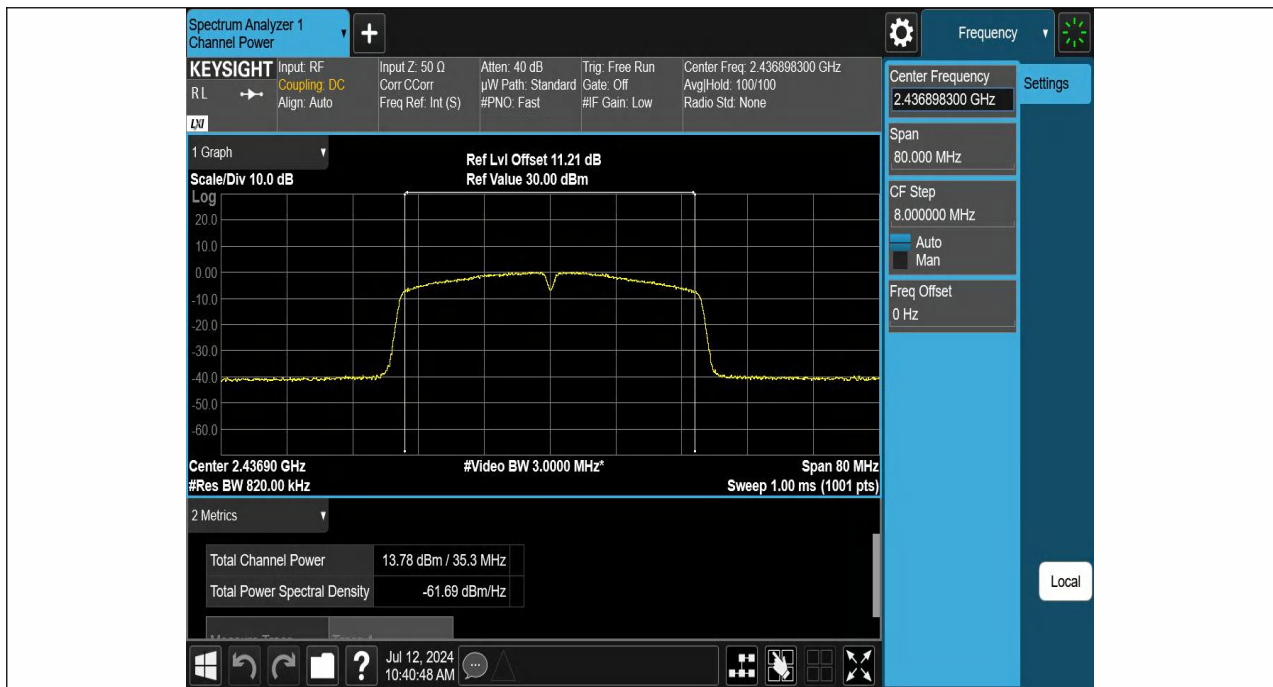 Spectrum Analyzer 1
Channel Power
+
Frequency
KEYSIGHT
R L
LXI
Input: RF
Coupling: DC
Align: Auto
Input Z: 50 Ω
Corr CCorr
Freq Ref: Int (S)
Atten: 40 dB
µW Path: Standard
#PNO: Fast
Trig: Free Run
Gate: Off
#IF Gain: Low
Center Freq: 2.436898300 GHz
Avg|Hold: 100/100
Radio Std: None
Center Frequency
2.436898300 GHz
Settings
Span
80.000 MHz
CF Step
8.000000 MHz
Auto
Man
Freq Offset
0 Hz
Local
1 Graph
Scale/Div 10.0 dB
Ref Lvl Offset 11.21 dB
Ref Value 30.00 dBm
Log
20.0
10.0
0.00
-10.0
-20.0
-30.0
-40.0
-50.0
-60.0
Center 2.43690 GHz
#Video BW 3.0000 MHz*
Span 80 MHz
#Res BW 820.00 kHz
Sweep 1.00 ms (1001 pts)
2 Metrics
Total Channel Power 13.78 dBm / 35.3 MHz
Total Power Spectral Density -61.69 dBm/Hz
?
Jul 12, 2024
10:40:48 AM